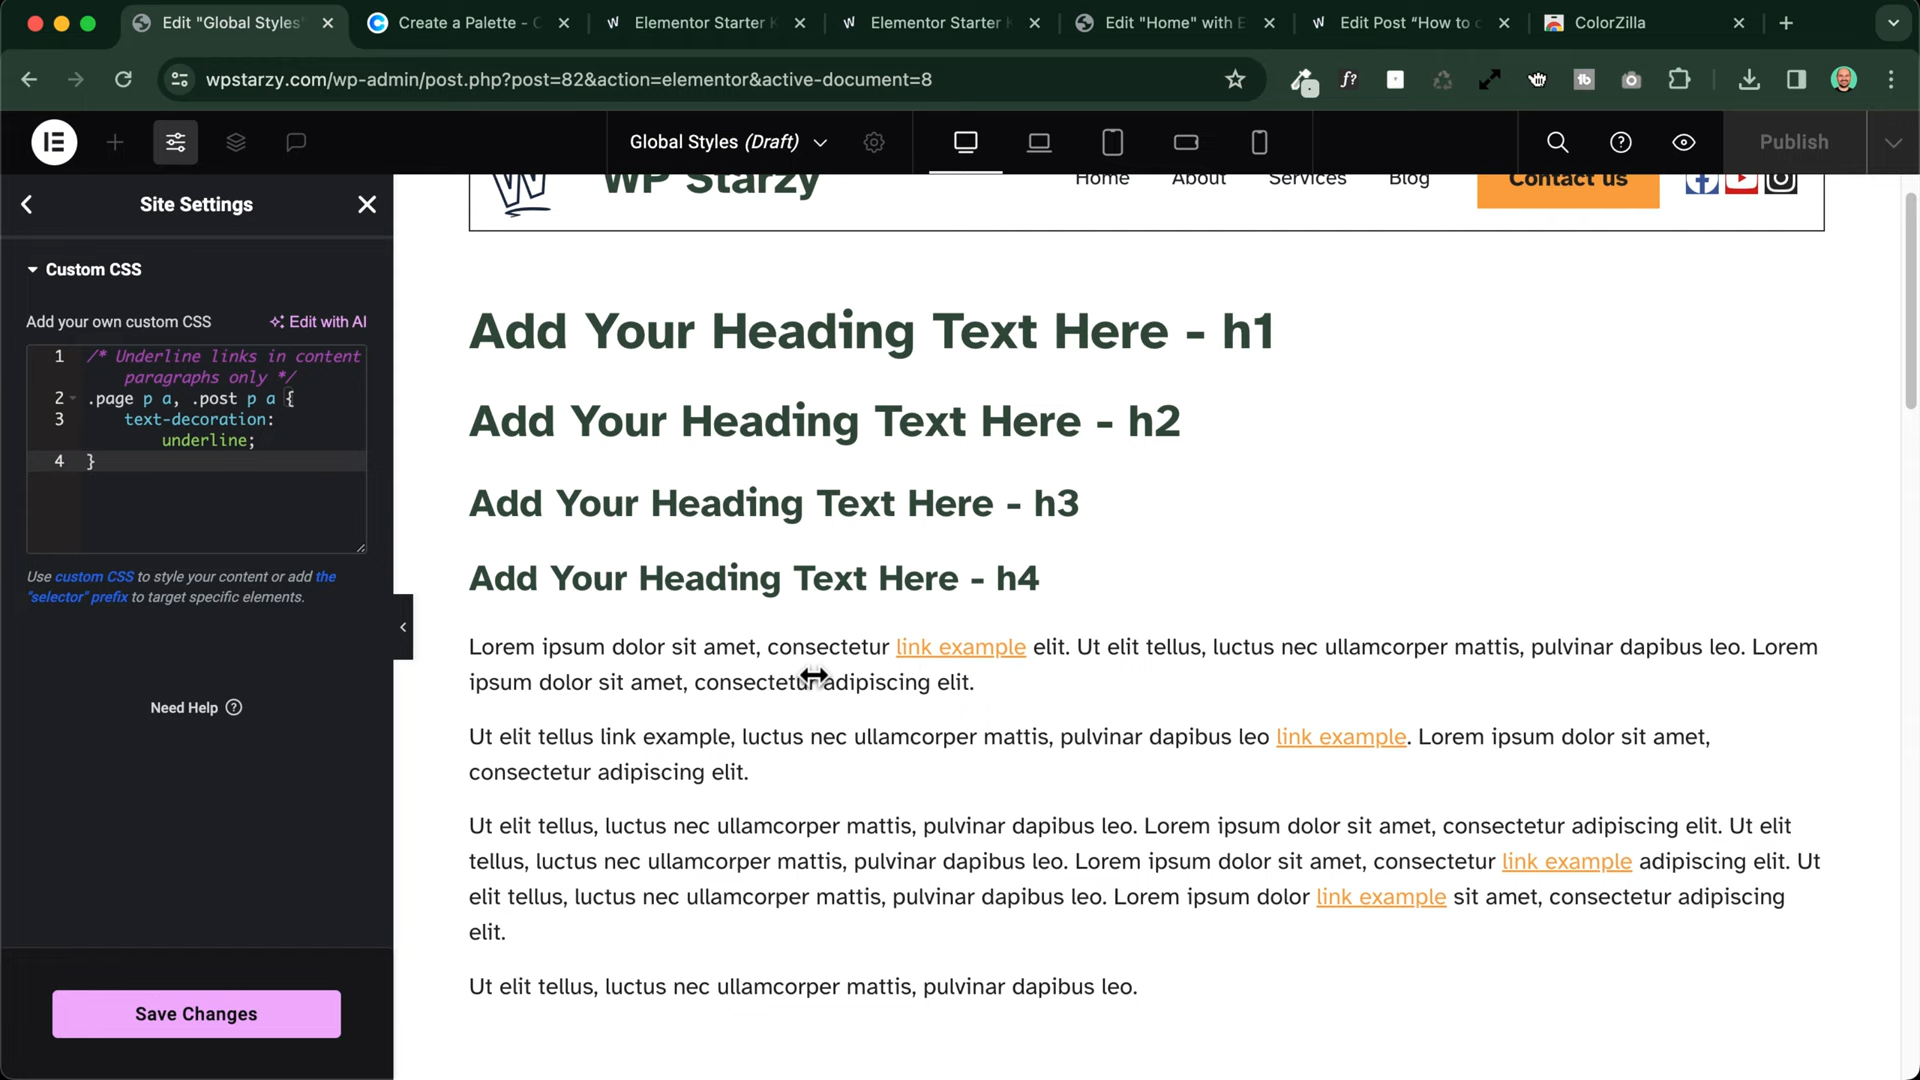 Edit "Global Styles"
Create a Palette - C
Elementor Starter K
Elementor Starter K
Edit "Home" with E
Edit Post "How to c
ColorZilla
wpstarzy.com/wp-admin/post.php?post=82&action=elementor&active-document=8
f?
tb
Global Styles (Draft)
Publish
Site Settings
WP Starzy
Home
About
Services
Blog
Contact us
Custom CSS
Add your own custom CSS
Edit with AI
1 /* Underline links in content
paragraphs only */
2 .page p a, .post p a {
3 text-decoration:
underline;
4 }
Use custom CSS to style your content or add the
"selector" prefix to target specific elements.
Need Help ?
Save Changes
Add Your Heading Text Here - h1
Add Your Heading Text Here - h2
Add Your Heading Text Here - h3
Add Your Heading Text Here - h4
Lorem ipsum dolor sit amet, consectetur link example elit. Ut elit tellus, luctus nec ullamcorper mattis, pulvinar dapibus leo. Lorem
ipsum dolor sit amet, consectetur adipiscing elit.
Ut elit tellus link example, luctus nec ullamcorper mattis, pulvinar dapibus leo link example. Lorem ipsum dolor sit amet,
consectetur adipiscing elit.
Ut elit tellus, luctus nec ullamcorper mattis, pulvinar dapibus leo. Lorem ipsum dolor sit amet, consectetur adipiscing elit. Ut elit
tellus, luctus nec ullamcorper mattis, pulvinar dapibus leo. Lorem ipsum dolor sit amet, consectetur link example adipiscing elit. Ut
elit tellus, luctus nec ullamcorper mattis, pulvinar dapibus leo. Lorem ipsum dolor link example sit amet, consectetur adipiscing
elit.
Ut elit tellus, luctus nec ullamcorper mattis, pulvinar dapibus leo.